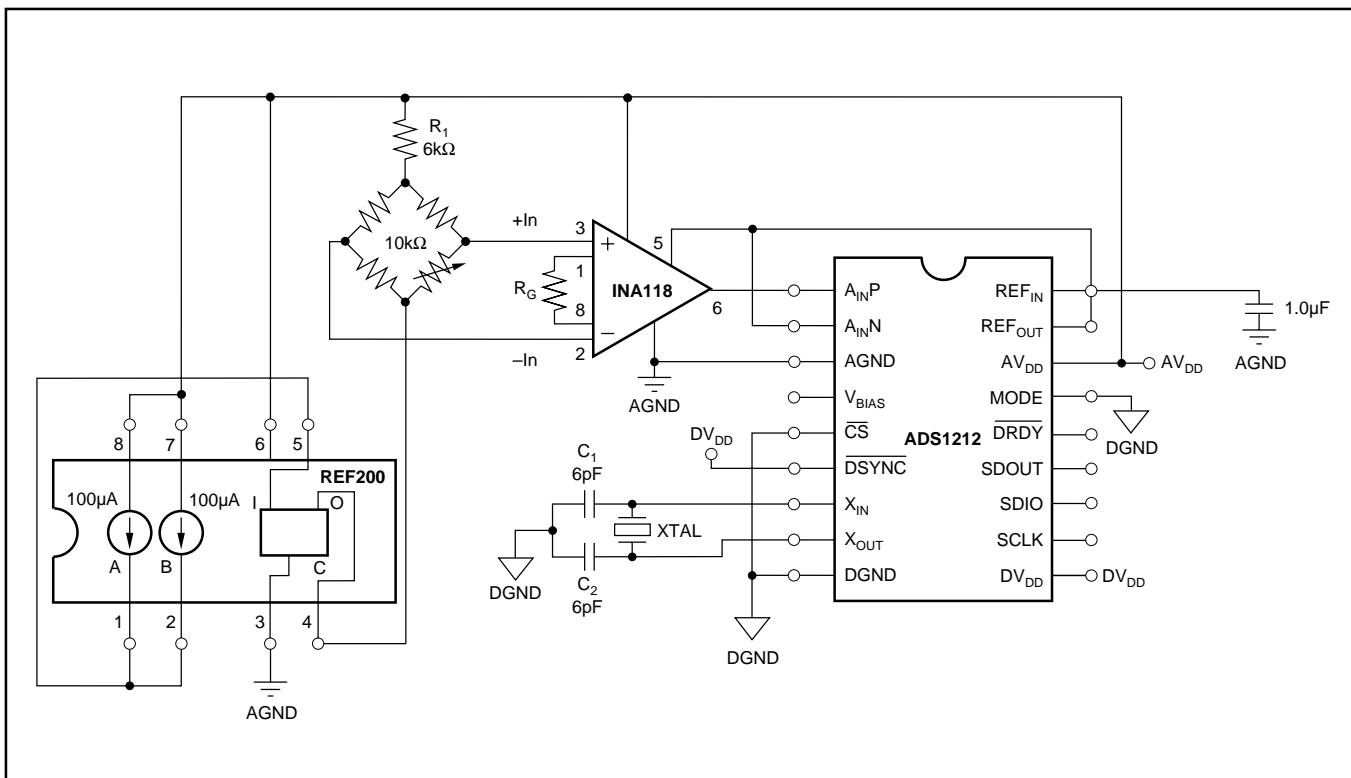 R1
6kΩ
10kΩ
+In
–In
3
1
RG
8
2
+
–
INA118
5
6
AGND
AINP
AINN
AGND
VBIAS
CS
DSYNC
XIN
XOUT
DGND
ADS1212
REFIN
REFOUT
AVDD
MODE
DRDY
SDOUT
SDIO
SCLK
DVDD
1.0µF
AGND
AVDD
DGND
DVDD
DVDD
DGND
C1
6pF
XTAL
C2
6pF
DGND
8
7
6
5
REF200
100µA
100µA
I
O
A
B
C
1
2
3
4
AGND